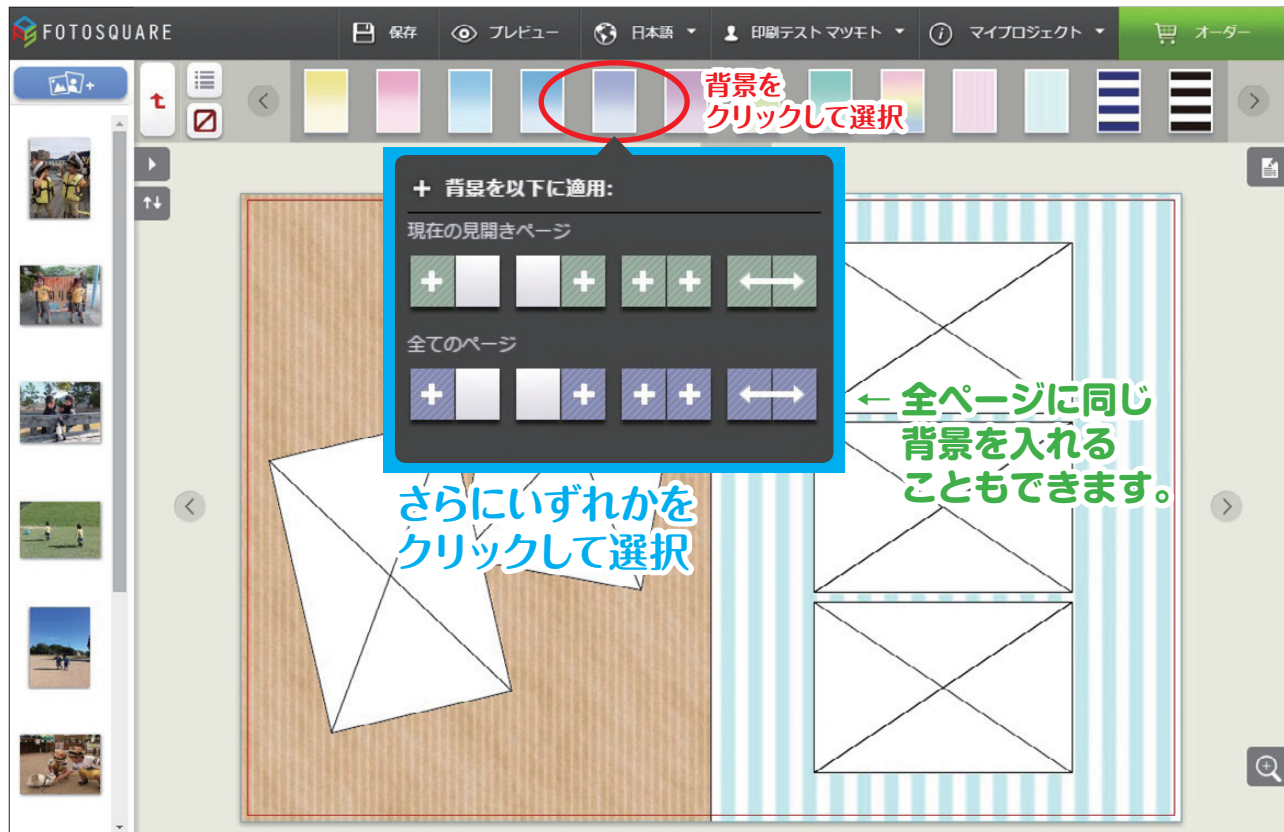 FOTOSQUARE
保存
プレビュー
日本語
印刷テスト マツモト
マイプロジェクト
オーダー
背景を
クリックして選択
背景を以下に適用:
現在の見開きページ
全てのページ
← 全ページに同じ
背景を入れる
こともできます。
さらにいずれかを
クリックして選択